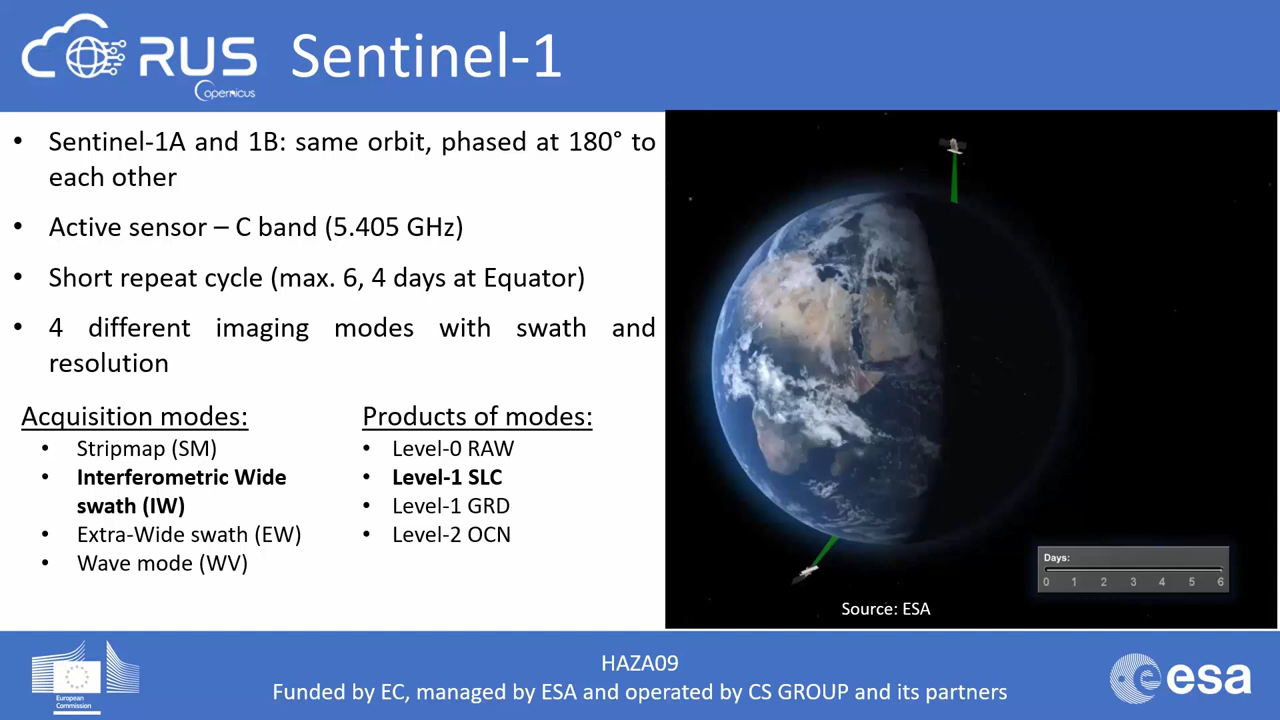 RUS
Copernicus
Sentinel-1
• Sentinel-1A and 1B: same orbit, phased at 180° to
each other
• Active sensor – C band (5.405 GHz)
• Short repeat cycle (max. 6, 4 days at Equator)
• 4 different imaging modes with swath and
resolution
Acquisition modes:
• Stripmap (SM)
• Interferometric Wide
swath (IW)
• Extra-Wide swath (EW)
• Wave mode (WV)
Products of modes:
• Level-0 RAW
• Level-1 SLC
• Level-1 GRD
• Level-2 OCN
Days:
0 1 2 3 4 5 6
Source: ESA
European
Commission
HAZA09
Funded by EC, managed by ESA and operated by CS GROUP and its partners
esa